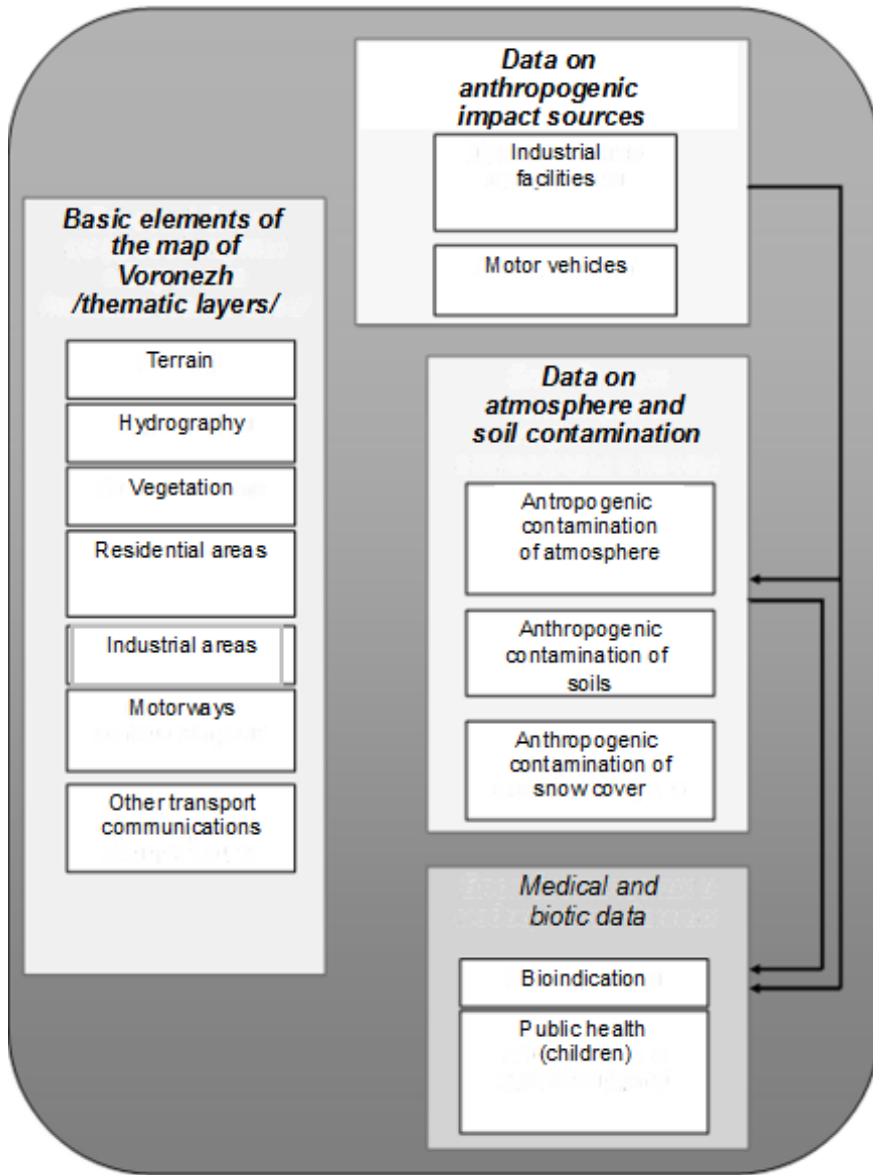 Data on
anthropogenic
impact sources
Industrial
facilities
Motor vehicles
Basic elements of
the map of
Voronezh
/thematic layers/
Terrain
Hydrography
Vegetation
Residential areas
Industrial areas
Motorways
Other transport
communications
Data on
atmosphere and
soil contamination
Antropogenic
contamination
of atmosphere
Anthropogenic
contamination of
soils
Anthropogenic
contamination of
snow cover
Medical and
biotic data
Bioindication
Public health
(children)